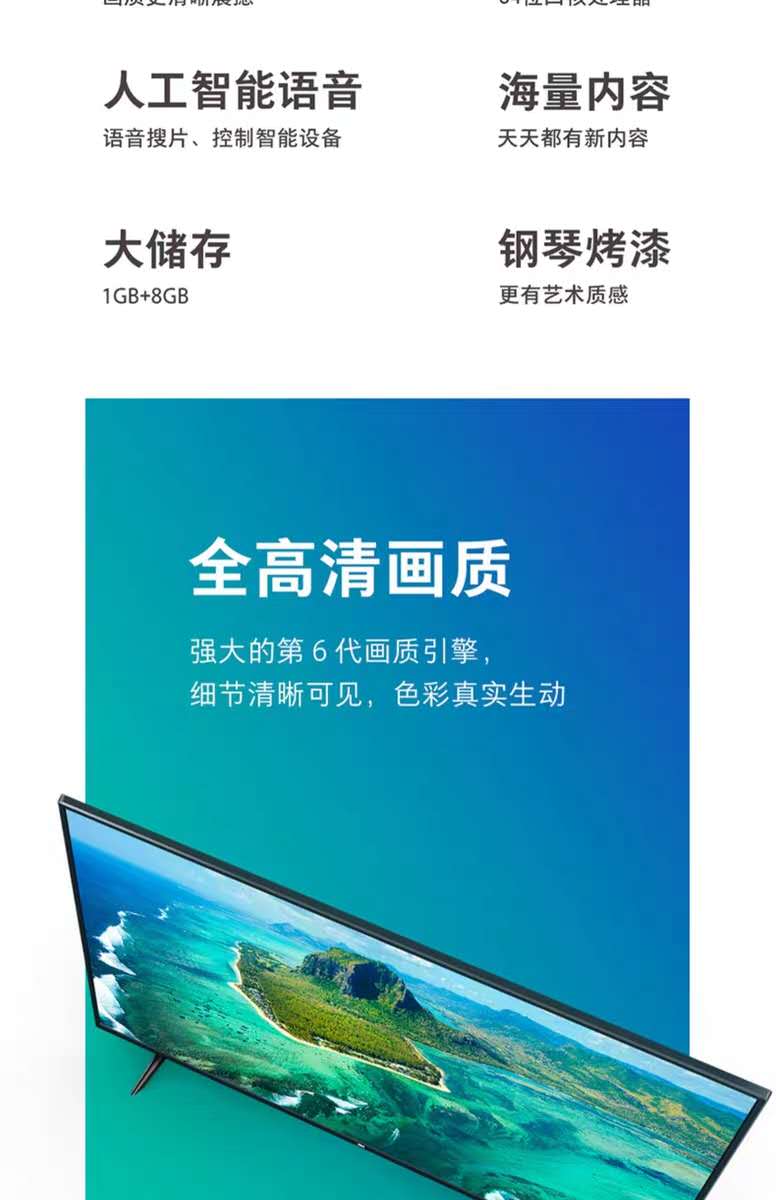 人工智能语音
语音搜片、控制智能设备
海量内容
天天都有新内容
大储存
1GB+8GB
钢琴烤漆
更有艺术质感
全高清画质
强大的第6代画质引擎，
细节清晰可见，色彩真实生动